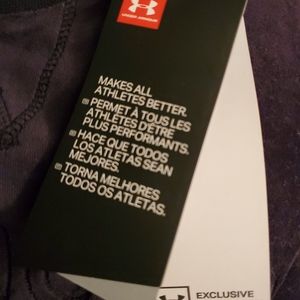 UNDER ARMOUR
MAKES ALL
ATHLETES BETTER.
PERMET À TOUS LES
ATHLÈTES D'ÊTRE
PLUS PERFORMANTS.
HACE QUE TODOS
LOS ATLETAS SEAN
MEJORES.
TORNA MELHORES
TODOS OS ATLETAS.
EXCLUSIVE